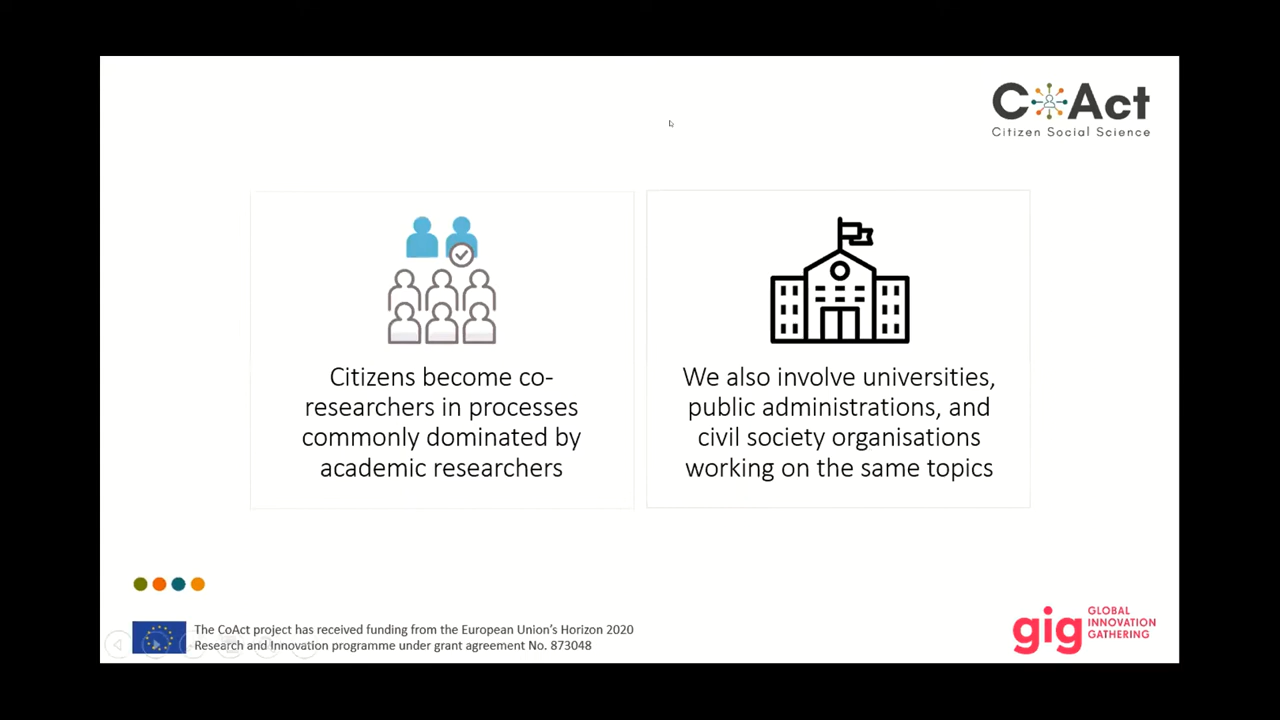 CoAct
Citizen Social Science
Citizens become co-
researchers in processes
commonly dominated by
academic researchers
We also involve universities,
public administrations, and
civil society organisations
working on the same topics
The CoAct project has received funding from the European Union's Horizon 2020
Research and Innovation programme under grant agreement No. 873048
gig
GLOBAL
INNOVATION
GATHERING